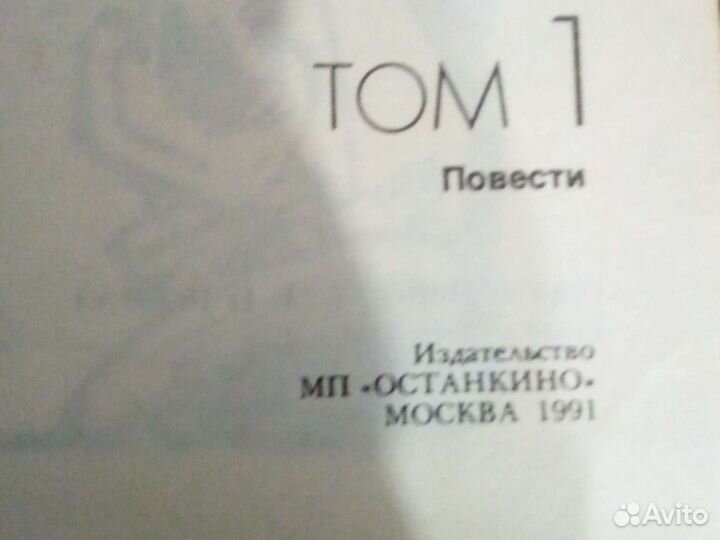 ТОМ 1
Повести
Издательство
МП «ОСТАНКИНО»
МОСКВА 1991
Avito